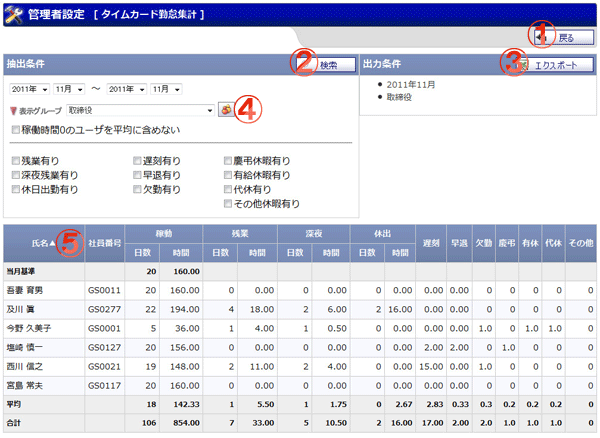 管理者設定 [ タイムカード勤怠集計 ]
① 戻る
抽出条件 ② 検索
出力条件 ③ エクスポート
2011年 11月 ～ 2011年 11月
表示グループ 取締役 ④
稼働時間0のユーザを平均に含めない
残業有り 遅刻有り 慶弔休暇有り
深夜残業有り 早退有り 有給休暇有り
休日出勤有り 欠勤有り 代休有り
その他休暇有り
• 2011年11月
• 取締役
氏名▲ ⑤ 社員番号 稼働 残業 深夜 休出 遅刻 早退 欠勤 慶弔 有休 代休 その他
日数 時間 日数 時間 日数 時間 日数 時間
当月基準 20 160.00
吾妻 育男 GS0011 20 160.00 0 0.00 0 0.00 0 0.00 0.00 0.00 0 0 0 0 0
及川 眞 GS0277 22 194.00 4 18.00 2 6.00 2 16.00 0.00 0.00 0 0 0 0 0
今野 久美子 GS0001 5 36.00 1 4.00 1 0.50 0 0.00 0.00 0.00 1.0 0 1.0 1.0 0
塩崎 慎一 GS0127 20 156.00 0 0.00 0 0.00 0 0.00 2.00 2.00 0 1.0 0 0 0
西川 信之 GS0021 19 148.00 2 11.00 2 4.00 0 0.00 15.00 0.00 1.0 0 0 0 0
宮島 常夫 GS0117 20 160.00 0 0.00 0 0.00 0 0.00 0.00 0.00 0 0 0 0 0
平均 18 142.33 1 5.50 1 1.75 0 2.67 2.83 0.33 0.3 0.2 0.2 0.2 0
合計 106 854.00 7 33.00 5 10.50 2 16.00 17.00 2.00 2.0 1.0 1.0 1.0 0